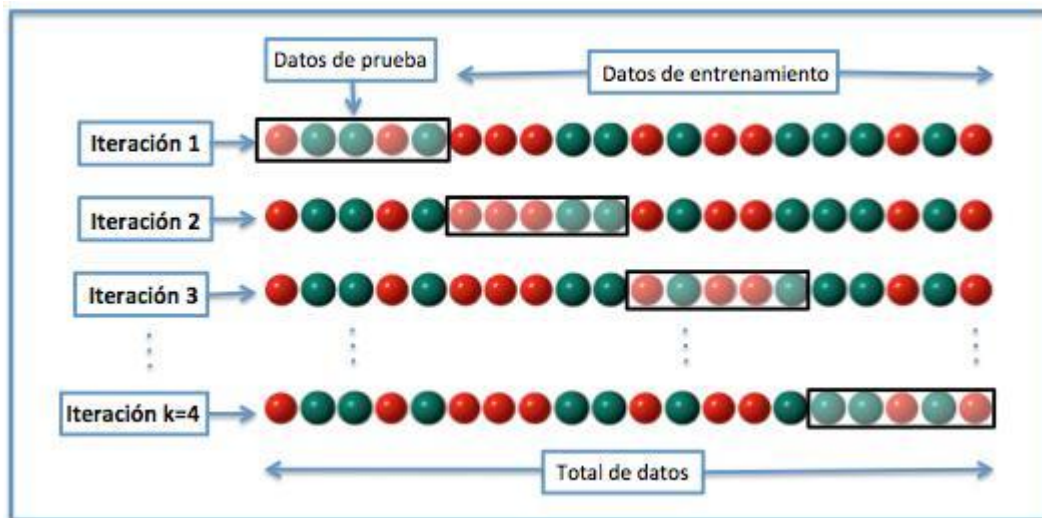 Datos de prueba
Datos de entrenamiento
Iteración 1
Iteración 2
Iteración 3
Iteración k=4
Total de datos